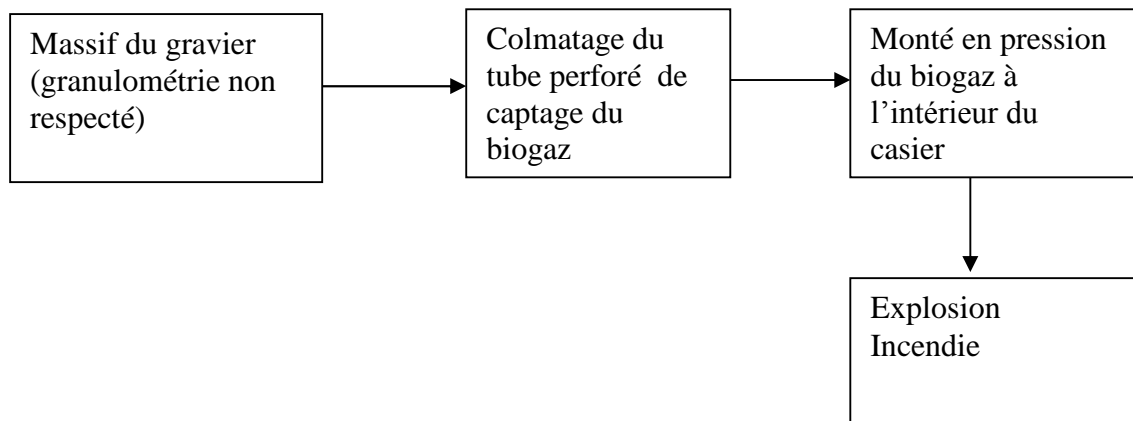 Massif du gravier
(granulométrie non
respecté)
Colmatage du
tube perforé de
captage du
biogaz
Monté en pression
du biogaz à
l’intérieur du
casier
Explosion
Incendie